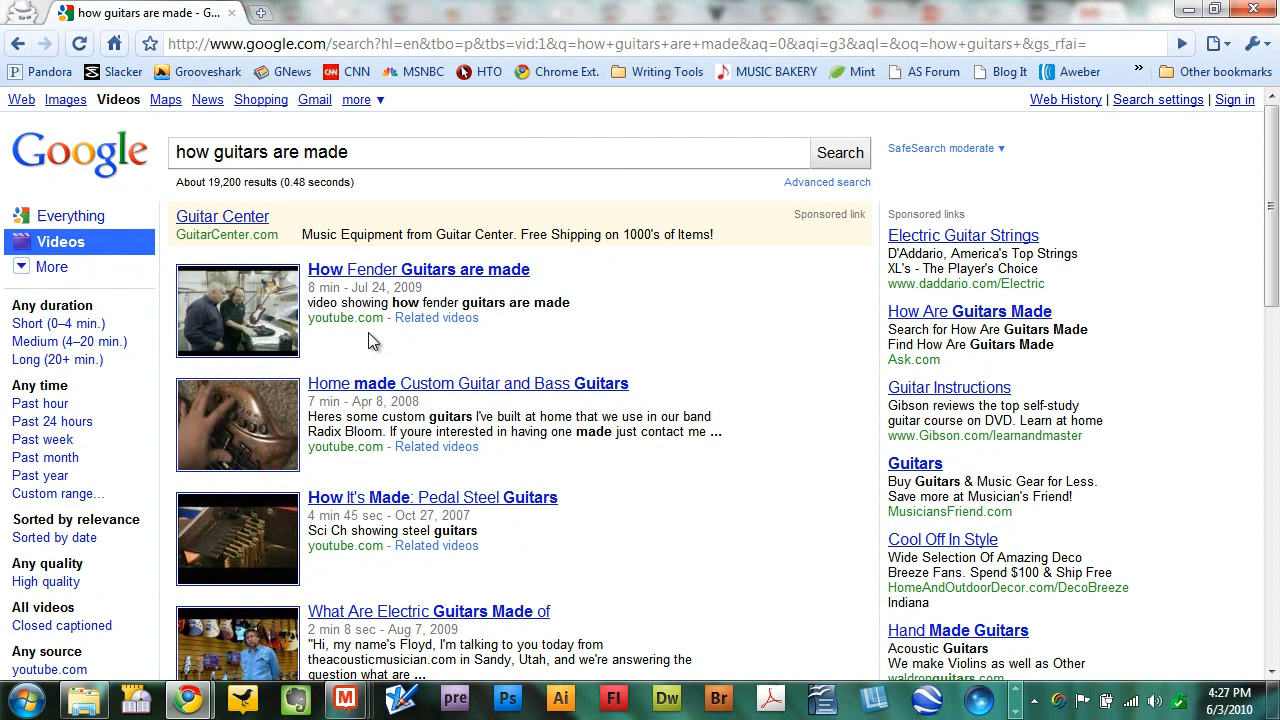 how guitars are made - G...
http://www.google.com/search?hl=en&tbo=p&tbs=vid:1&q=how+guitars+are+made&aq=0&aqi=g3&aql=&oq=how+guitars+&gs_rfai=
Pandora Slacker Grooveshark GNews CNN MSNBC HTO Chrome Ext. Writing Tools MUSIC BAKERY Mint AS Forum Blog It Aweber » Other bookmarks
Web Images Videos Maps News Shopping Gmail more ▼ Web History | Search settings | Sign in
Google
how guitars are made Search
SafeSearch moderate ▼
About 19,200 results (0.48 seconds) Advanced search
Everything
Videos
More
Any duration
Short (0–4 min.)
Medium (4–20 min.)
Long (20+ min.)
Any time
Past hour
Past 24 hours
Past week
Past month
Past year
Custom range...
Sorted by relevance
Sorted by date
Any quality
High quality
All videos
Closed captioned
Any source
youtube.com
Guitar Center Sponsored link
GuitarCenter.com Music Equipment from Guitar Center. Free Shipping on 1000's of Items!
How Fender Guitars are made
8 min - Jul 24, 2009
video showing how fender guitars are made
youtube.com - Related videos
Home made Custom Guitar and Bass Guitars
7 min - Apr 8, 2008
Heres some custom guitars I've built at home that we use in our band
Radix Bloom. If youre interested in having one made just contact me ...
youtube.com - Related videos
How It's Made: Pedal Steel Guitars
4 min 45 sec - Oct 27, 2007
Sci Ch showing steel guitars
youtube.com - Related videos
What Are Electric Guitars Made of
2 min 8 sec - Aug 7, 2009
"Hi, my name's Floyd, I'm talking to you today from
theacousticmusician.com in Sandy, Utah, and we're answering the
question what are ...
Sponsored links
Electric Guitar Strings
D'Addario, America's Top Strings
XL's - The Player's Choice
www.daddario.com/Electric
How Are Guitars Made
Search for How Are Guitars Made
Find How Are Guitars Made
Ask.com
Guitar Instructions
Gibson reviews the top self-study
guitar course on DVD. Learn at home
www.Gibson.com/learnandmaster
Guitars
Buy Guitars & Music Gear for Less.
Save more at Musician's Friend!
MusiciansFriend.com
Cool Off In Style
Wide Selection Of Amazing Deco
Breeze Fans. Spend $100 & Ship Free
HomeAndOutdoorDecor.com/DecoBreeze
Indiana
Hand Made Guitars
Acoustic Guitars
We make Violins as well as Other
waldronguitars.com
M pre Ps Ai Fl Dw Br
4:27 PM
6/3/2010